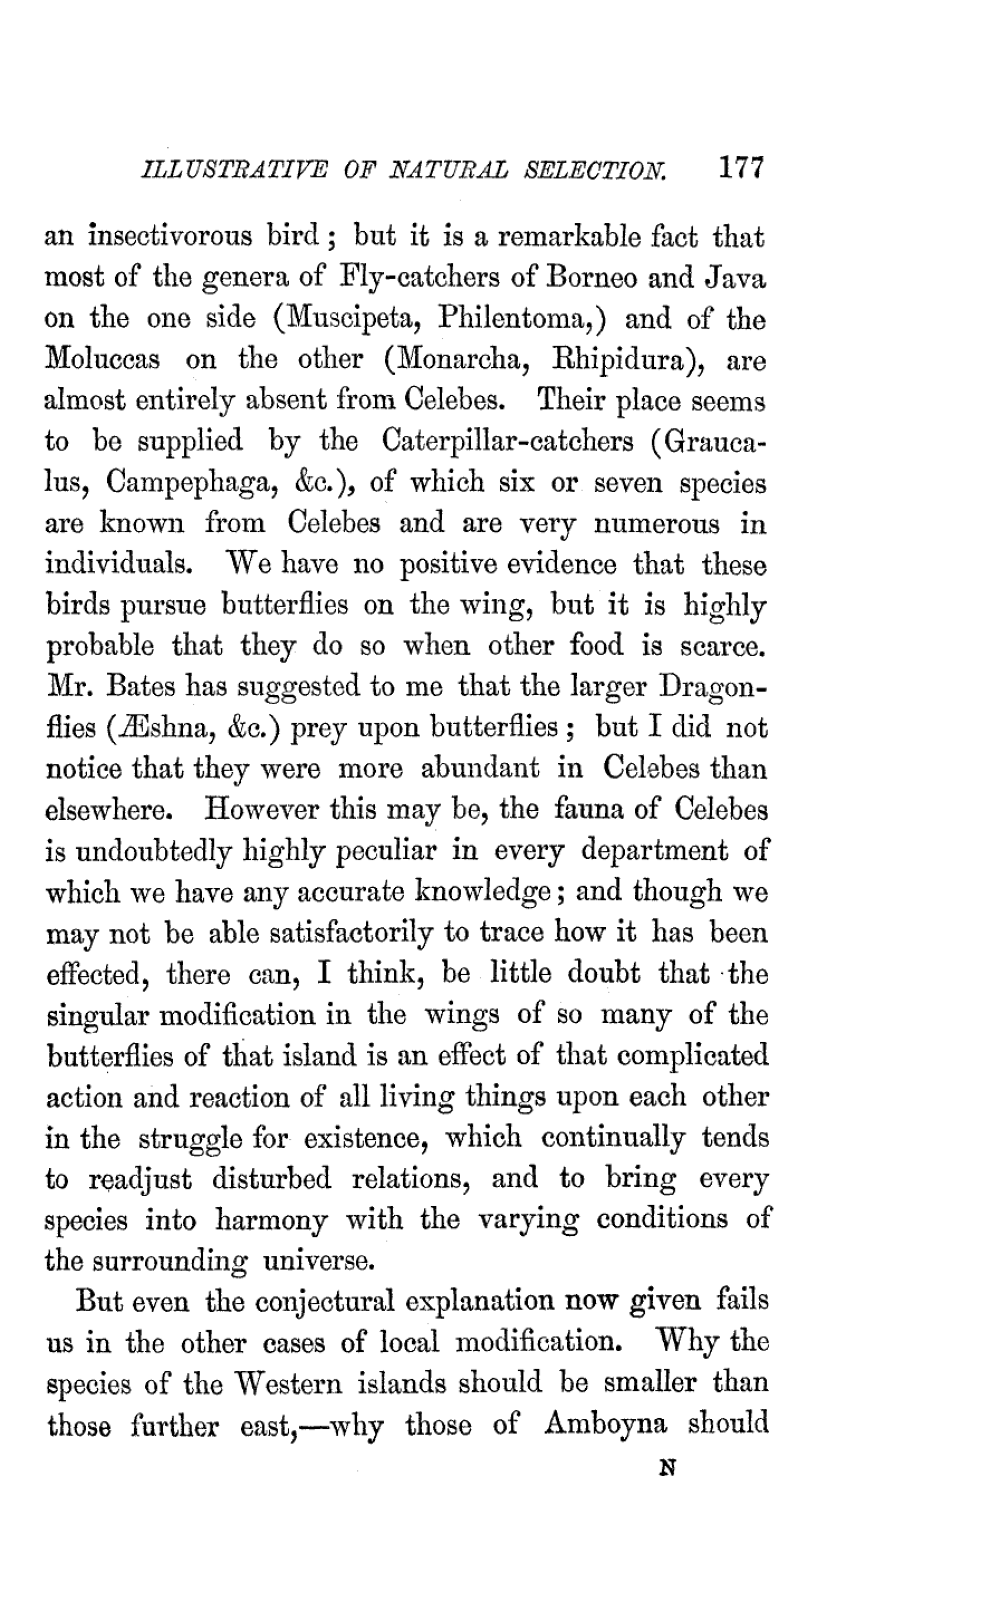 ILLUSTRATIVE OF NATURAL SELECTION. 177
an insectivorous bird ; but it is a remarkable fact that
most of the genera of Fly-catchers of Borneo and Java
on the one side (Muscipeta, Philentoma,) and of the
Moluccas on the other (Monarcha, Rhipidura), are
almost entirely absent from Celebes. Their place seems
to be supplied by the Caterpillar-catchers (Grauca-
lus, Campephaga, &c.), of which six or seven species
are known from Celebes and are very numerous in
individuals. We have no positive evidence that these
birds pursue butterflies on the wing, but it is highly
probable that they do so when other food is scarce.
Mr. Bates has suggested to me that the larger Dragon-
flies (Æshna, &c.) prey upon butterflies ; but I did not
notice that they were more abundant in Celebes than
elsewhere. However this may be, the fauna of Celebes
is undoubtedly highly peculiar in every department of
which we have any accurate knowledge ; and though we
may not be able satisfactorily to trace how it has been
effected, there can, I think, be little doubt that the
singular modification in the wings of so many of the
butterflies of that island is an effect of that complicated
action and reaction of all living things upon each other
in the struggle for existence, which continually tends
to readjust disturbed relations, and to bring every
species into harmony with the varying conditions of
the surrounding universe.
But even the conjectural explanation now given fails
us in the other cases of local modification. Why the
species of the Western islands should be smaller than
those further east,—why those of Amboyna should
N